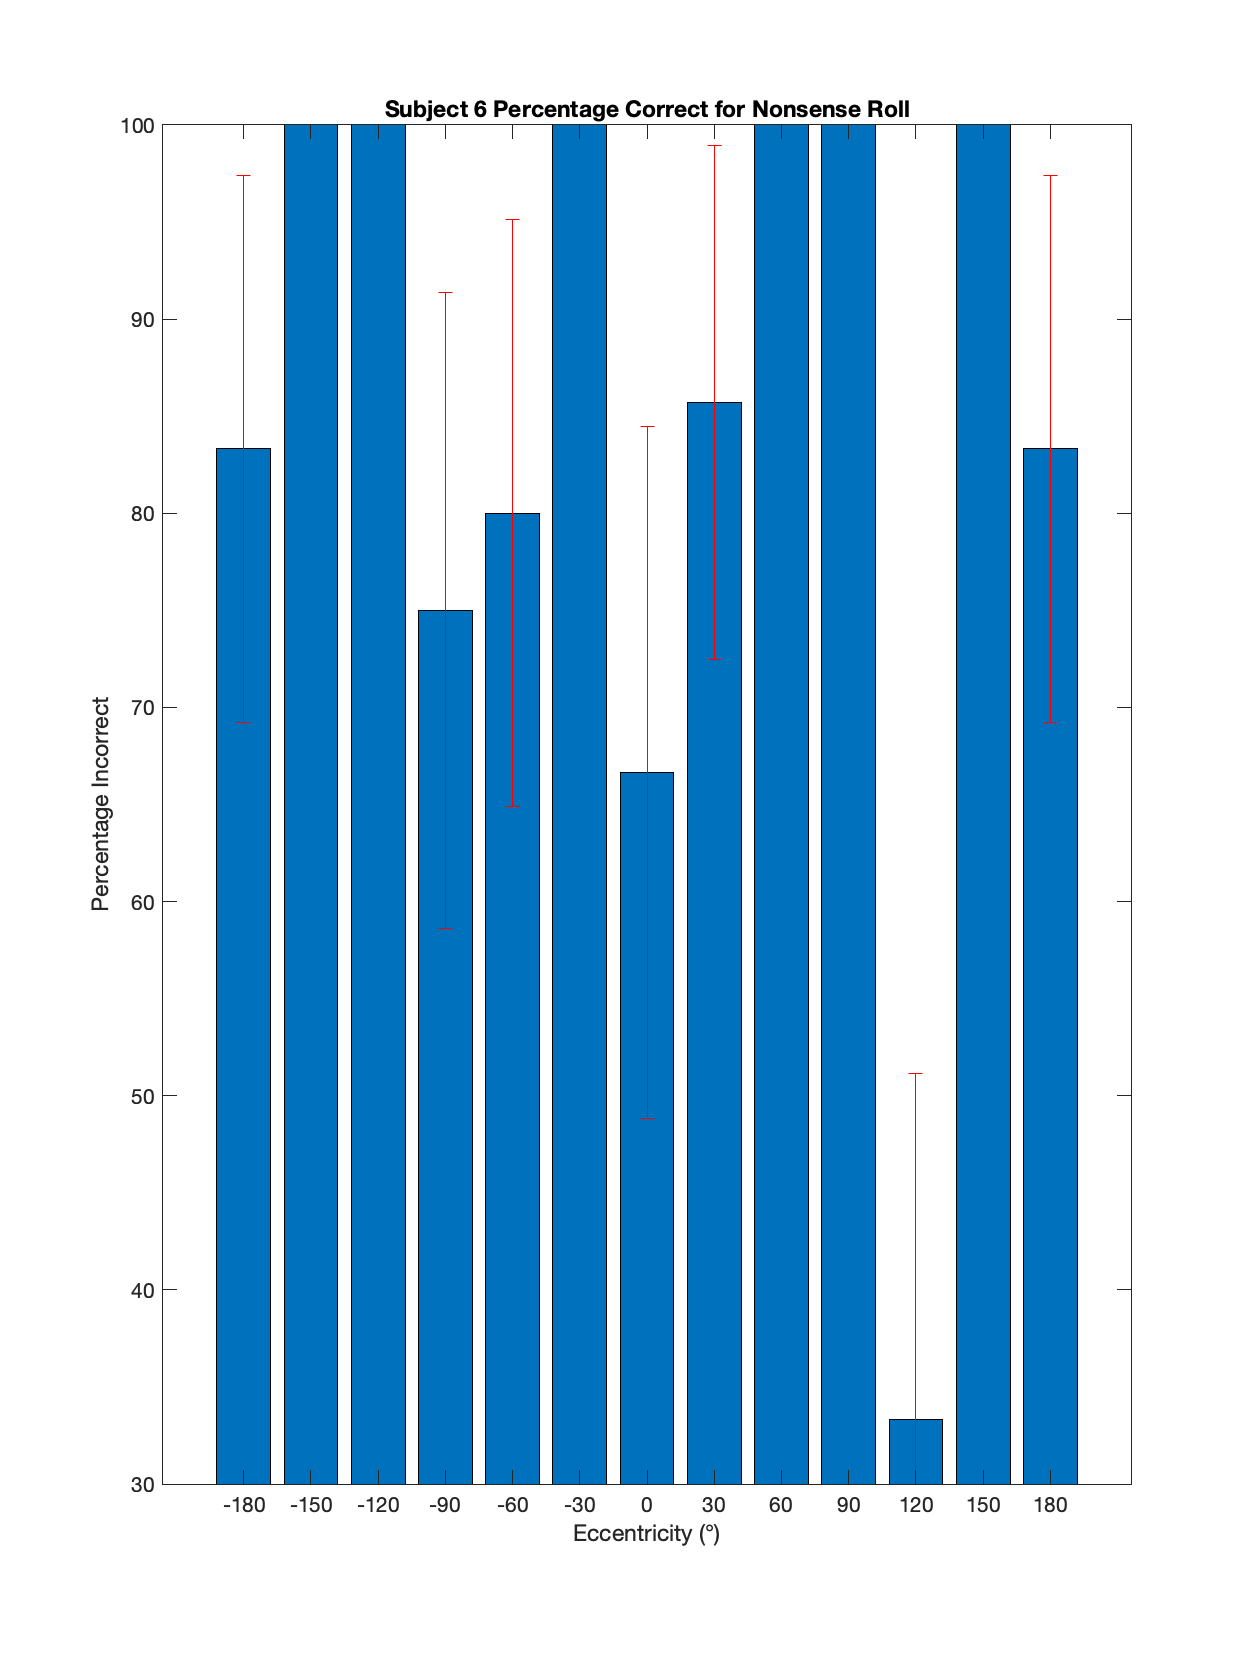 Subject 6 Percentage Correct for Nonsense Roll
100
90
80
70
60
50
40
30
Percentage Incorrect
-180 -150 -120 -90 -60 -30 0 30 60 90 120 150 180
Eccentricity (°)